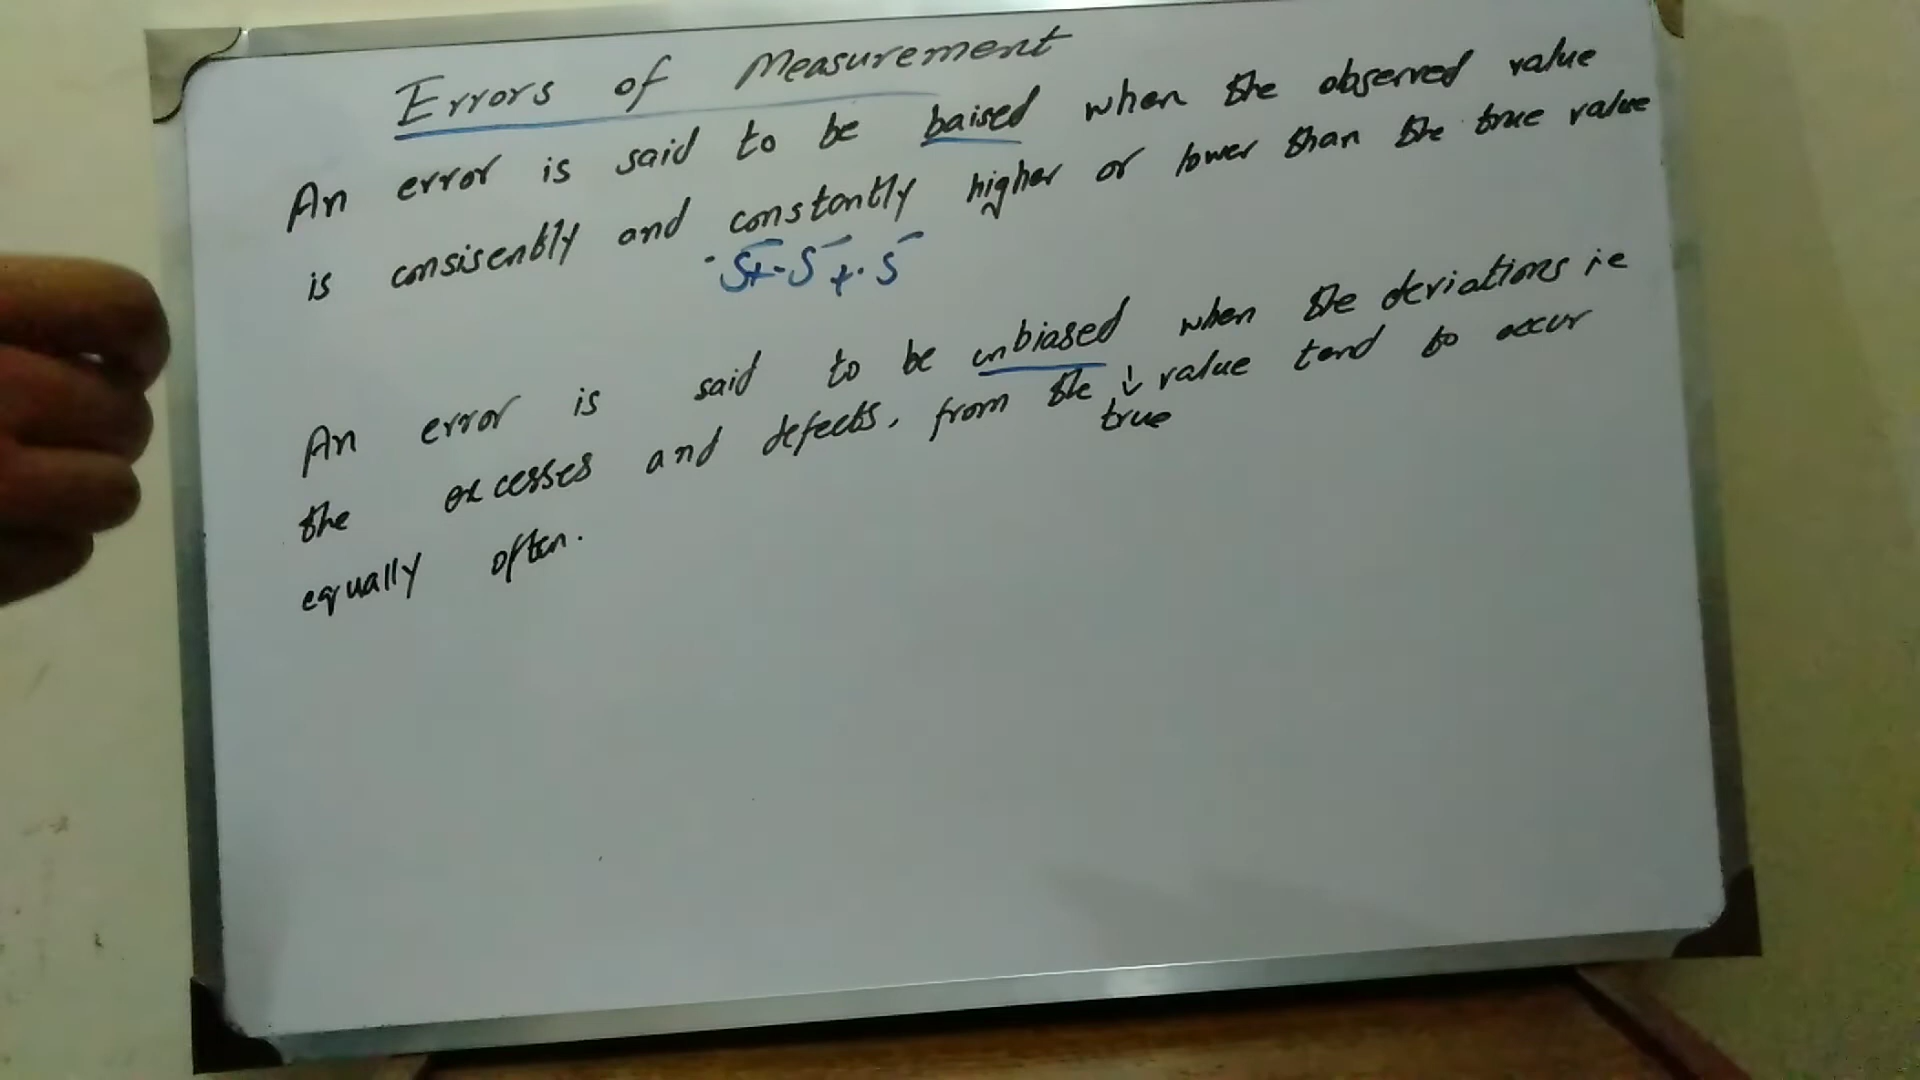 Errors of Measurement
An error is said to be baised when the observed value
is consisenbly and constantly higher or lower than the true value
An error is said to be unbiased when the deviations ie
the excesses and defects, from the ↓ value tend to occur
true
equally often.